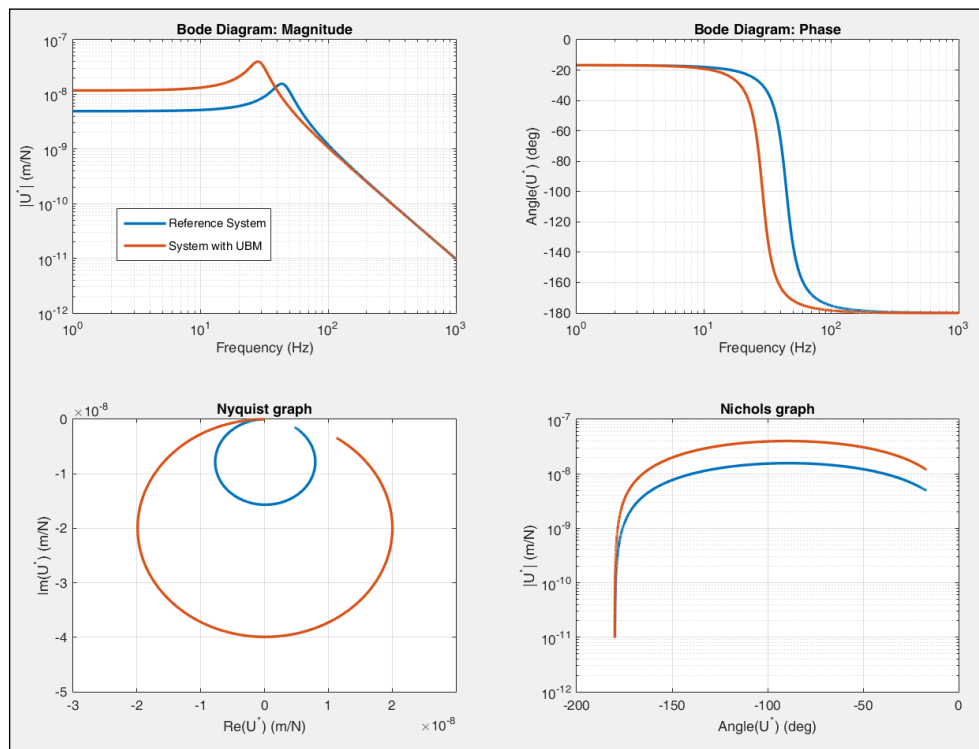 Bode Diagram: Magnitude
10^-7
10^-8
10^-9
10^-10
10^-11
10^-12
|U^*| (m/N)
Reference System
System with UBM
10^0 10^1 10^2 10^3
Frequency (Hz)
Bode Diagram: Phase
0
-20
-40
-60
-80
-100
-120
-140
-160
-180
Angle(U^*) (deg)
10^0 10^1 10^2 10^3
Frequency (Hz)
Nyquist graph
×10^-8
0
-1
-2
-3
-4
-5
Im(U^*) (m/N)
-3 -2 -1 0 1 2 3
Re(U^*) (m/N)
×10^-8
Nichols graph
10^-7
10^-8
10^-9
10^-10
10^-11
10^-12
|U^*| (m/N)
-200 -150 -100 -50 0
Angle(U^*) (deg)